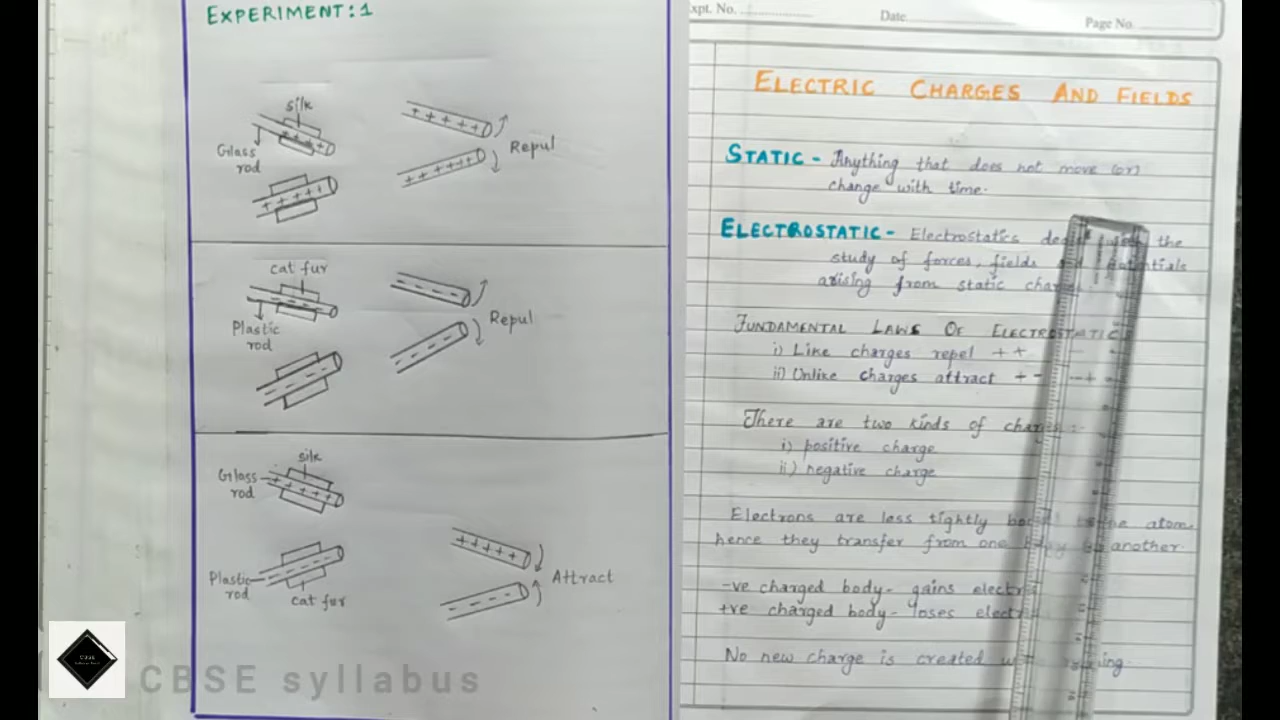 EXPERIMENT:1
silk
Glass
rod
+ + + + +
+ + + + +
+ + + + + +
+ + + + + +
Repul
cat fur
Plastic
rod
Repul
silk
Glass
rod
+ + + + +
+ + + + +
Plastic
rod
cat fur
Attract
CBSE
CBSE syllabus
Expt. No.
Date
Page No.
ELECTRIC CHARGES AND FIELDS
STATIC - Anything that does not move (or)
change with time.
ELECTROSTATIC - Electrostatics the
study of forces, fields
arising from static
FUNDAMENTAL LAWS OF ELECTROSTATICS
i) Like charges repel ++
ii) Unlike charges attract +- -+
There are two kinds of charges :-
i) positive charge
ii) negative charge
Electrons are less tightly atom
hence they transfer from one another.
-ve charged body - gains
+ve charged body - loses
No new charge is created